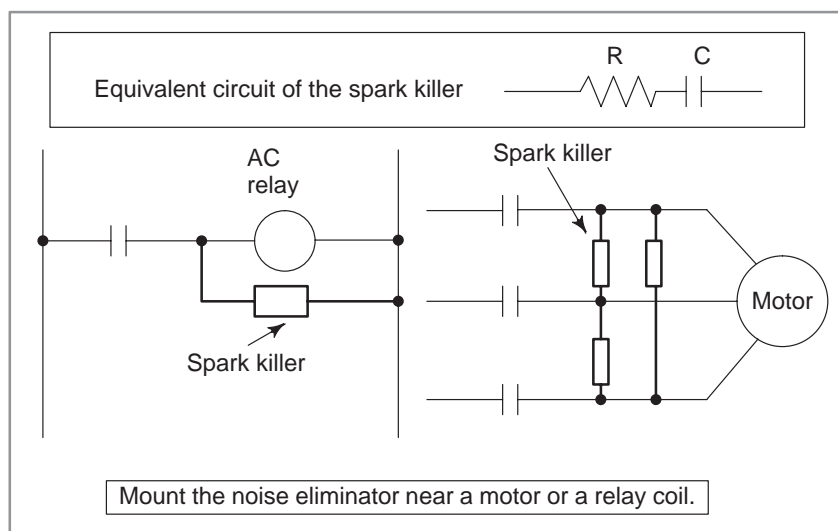 R C
Equivalent circuit of the spark killer
AC
relay
Spark killer
Spark killer
Motor
Mount the noise eliminator near a motor or a relay coil.